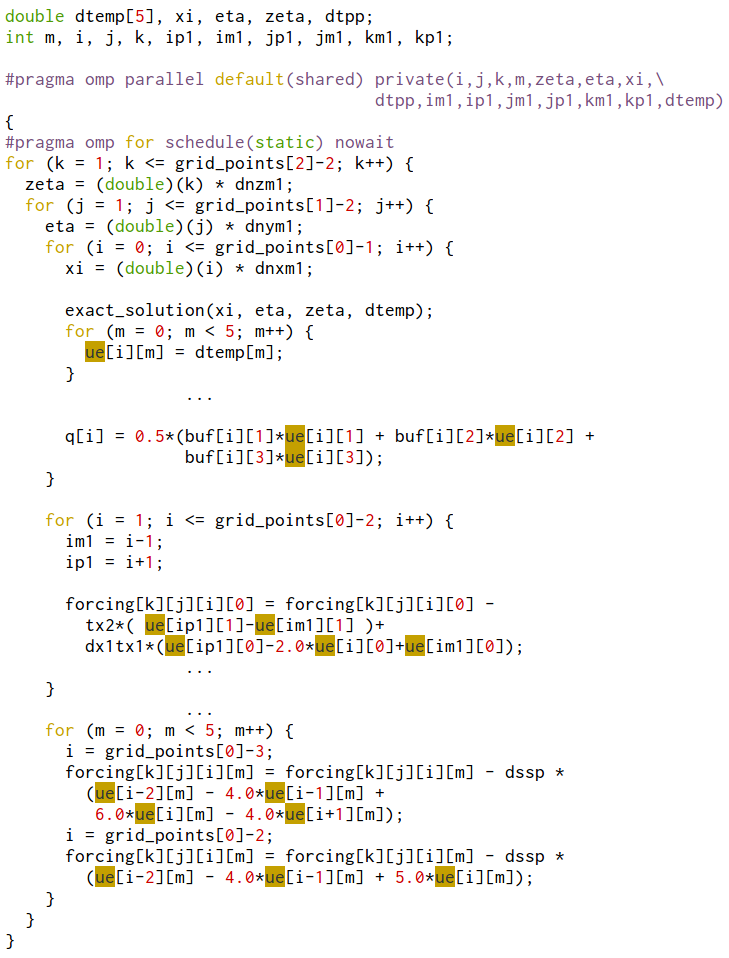 double dtemp[5], xi, eta, zeta, dtpp;
int m, i, j, k, ip1, im1, jp1, jm1, km1, kp1;

#pragma omp parallel default(shared) private(i,j,k,m,zeta,eta,xi,\
                                     dtpp,im1,ip1,jm1,jp1,km1,kp1,dtemp)
{
#pragma omp for schedule(static) nowait
for (k = 1; k <= grid_points[2]-2; k++) {
  zeta = (double)(k) * dnzm1;
  for (j = 1; j <= grid_points[1]-2; j++) {
    eta = (double)(j) * dnym1;
    for (i = 0; i <= grid_points[0]-1; i++) {
      xi = (double)(i) * dnxm1;

      exact_solution(xi, eta, zeta, dtemp);
      for (m = 0; m < 5; m++) {
        ue[i][m] = dtemp[m];
      }
                  ...

      q[i] = 0.5*(buf[i][1]*ue[i][1] + buf[i][2]*ue[i][2] +
                  buf[i][3]*ue[i][3]);
    }

    for (i = 1; i <= grid_points[0]-2; i++) {
      im1 = i-1;
      ip1 = i+1;

      forcing[k][j][i][0] = forcing[k][j][i][0] -
        tx2*( ue[ip1][1]-ue[im1][1] )+
        dx1tx1*(ue[ip1][0]-2.0*ue[i][0]+ue[im1][0]);
                  ...
    }
                  ...
    for (m = 0; m < 5; m++) {
      i = grid_points[0]-3;
      forcing[k][j][i][m] = forcing[k][j][i][m] - dssp *
        (ue[i-2][m] - 4.0*ue[i-1][m] +
         6.0*ue[i][m] - 4.0*ue[i+1][m]);
      i = grid_points[0]-2;
      forcing[k][j][i][m] = forcing[k][j][i][m] - dssp *
        (ue[i-2][m] - 4.0*ue[i-1][m] + 5.0*ue[i][m]);
    }
  }
}